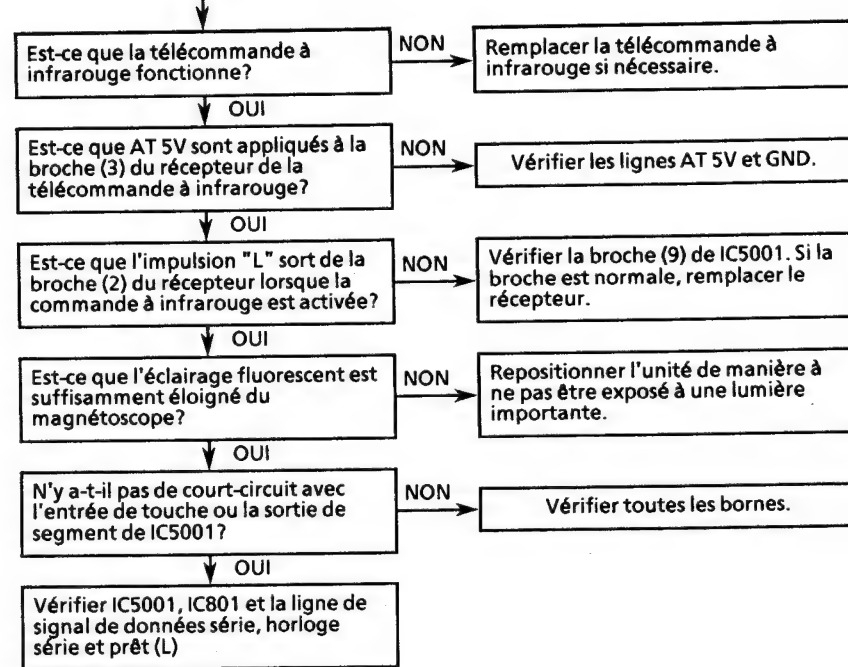 Est-ce que la télécommande à
infrarouge fonctionne?
NON
Remplacer la télécommande à
infrarouge si nécessaire.
OUI
Est-ce que AT 5V sont appliqués à la
broche (3) du récepteur de la
télécommande à infrarouge?
NON
Vérifier les lignes AT 5V et GND.
OUI
Est-ce que l'impulsion "L" sort de la
broche (2) du récepteur lorsque la
commande à infrarouge est activée?
NON
Vérifier la broche (9) de IC5001. Si la
broche est normale, remplacer le
récepteur.
OUI
Est-ce que l'éclairage fluorescent est
suffisamment éloigné du
magnétoscope?
NON
Repositionner l'unité de manière à
ne pas être exposé à une lumière
importante.
OUI
N'y a-t-il pas de court-circuit avec
l'entrée de touche ou la sortie de
segment de IC5001?
NON
Vérifier toutes les bornes.
OUI
Vérifier IC5001, IC801 et la ligne de
signal de données série, horloge
série et prêt (L)